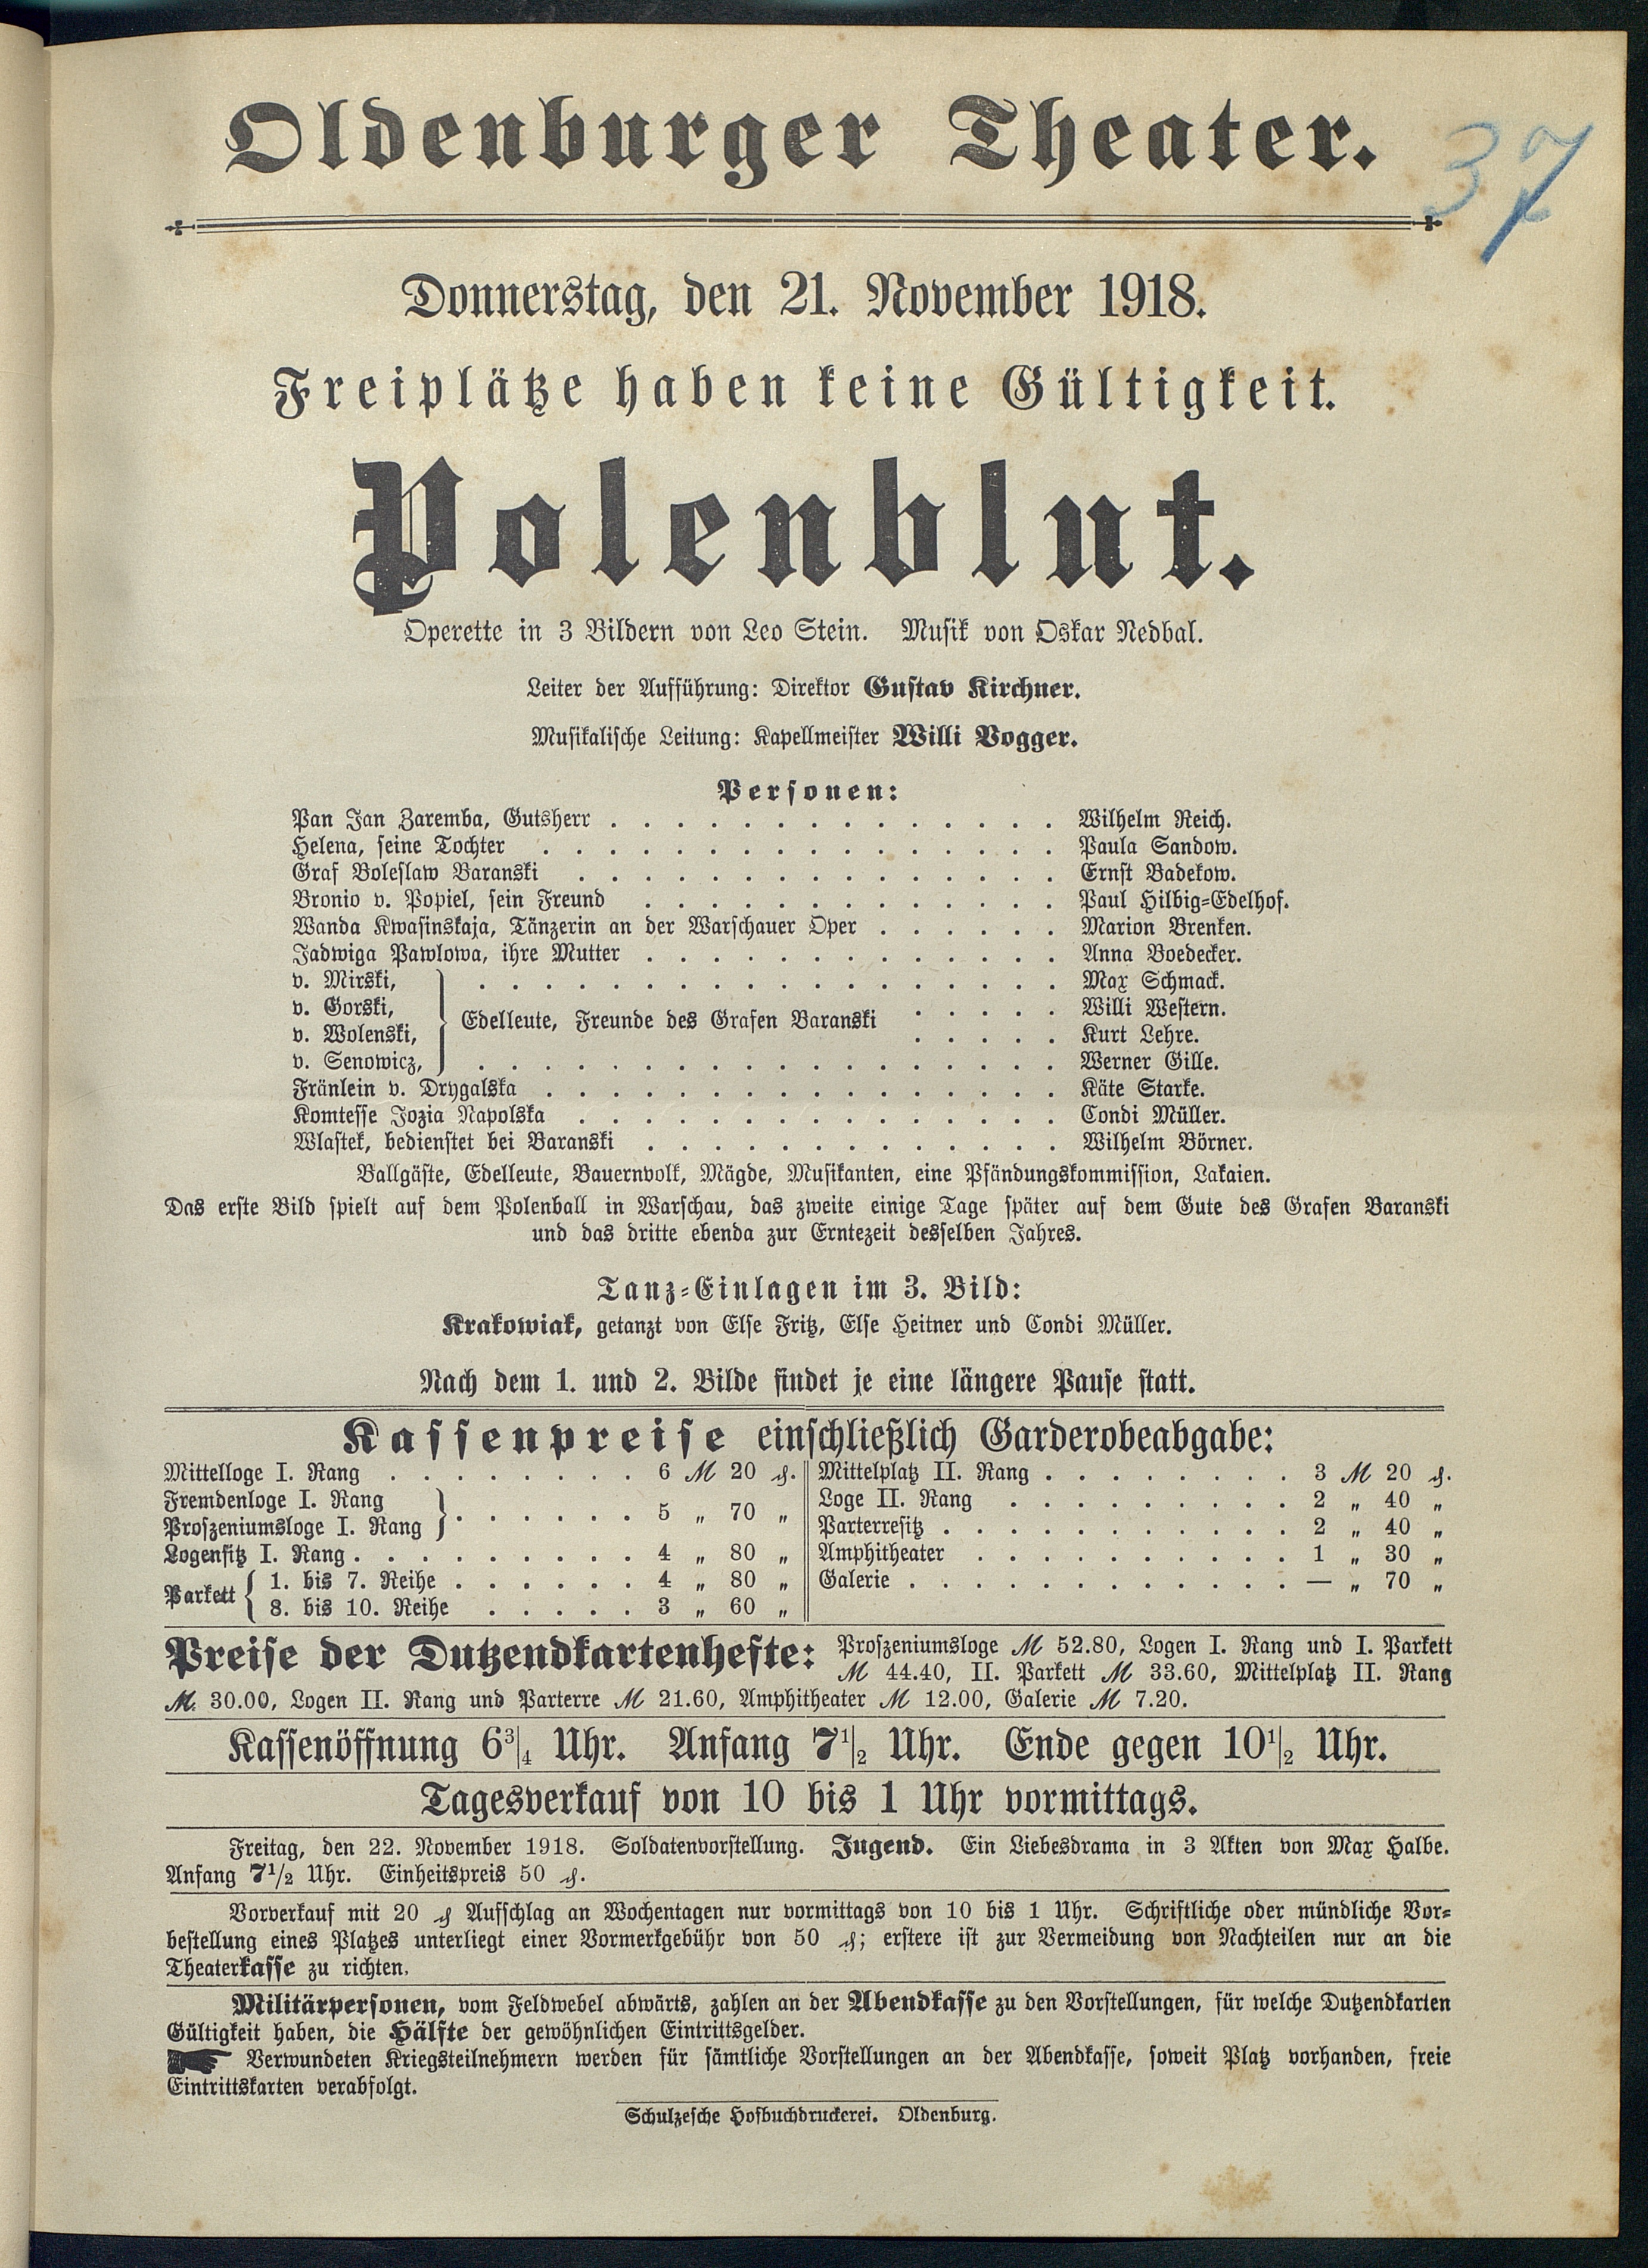 Oldenburger Theater.
37
Donnerstag, den 21. November 1918.
Freiplätze haben keine Gültigkeit.
Polenblut.
Operette in 3 Bildern von Leo Stein. Musik von Oskar Nedbal.
Leiter der Aufführung: Direktor Gustav Kirchner.
Musikalische Leitung: Kapellmeister Willi Vogger.
Personen:
Pan Jan Zaremba, Gutsherr . . . . . . . . . . . . . . Wilhelm Reich.
Helena, seine Tochter . . . . . . . . . . . . . . . . Paula Sandow.
Graf Boleslaw Baranski . . . . . . . . . . . . . . . Ernst Badekow.
Bronio v. Popiel, sein Freund . . . . . . . . . . . . . Paul Hilbig-Edelhof.
Wanda Kwasinskaja, Tänzerin an der Warschauer Oper . . . . . . Marion Brenken.
Jadwiga Pawlowa, ihre Mutter . . . . . . . . . . . . . Anna Boedecker.
v. Mirski, . . . . . . . . . . . . . . . . . . Max Schmack.
v. Gorski, . . . . . Willi Western.
Edelleute, Freunde des Grafen Baranski
v. Wolenski, . . . . . Kurt Lehre.
v. Senowicz, . . . . . . . . . . . . . . . . . . Werner Gille.
Fränlein v. Drygalska . . . . . . . . . . . . . . . . Käte Starke.
Komtesse Jozia Napolska . . . . . . . . . . . . . . . Condi Müller.
Wlastek, bedienstet bei Baranski . . . . . . . . . . . . . Wilhelm Börner.
Ballgäste, Edelleute, Bauernvolk, Mägde, Musikanten, eine Pfändungskommission, Lakaien.
Das erste Bild spielt auf dem Polenball in Warschau, das zweite einige Tage später auf dem Gute des Grafen Baranski
und das dritte ebenda zur Erntezeit desselben Jahres.
Tanz-Einlagen im 3. Bild:
Krakowiak, getanzt von Else Fritz, Else Heitner und Condi Müller.
Nach dem 1. und 2. Bilde findet je eine längere Pause statt.
Kassenpreise einschließlich Garderobeabgabe:
Mittelloge I. Rang . . . . . . . . 6 ℳ 20 ₰.
Fremdenloge I. Rang
Proszeniumsloge I. Rang } . . . . . . . 5 „ 70 „
Logensitz I. Rang . . . . . . . . . 4 „ 80 „
Parkett { 1. bis 7. Reihe . . . . . . 4 „ 80 „
8. bis 10. Reihe . . . . . 3 „ 60 „
Mittelplatz II. Rang . . . . . . . . 3 ℳ 20 ₰.
Loge II. Rang . . . . . . . . . 2 „ 40 „
Parterresitz . . . . . . . . . . . 2 „ 40 „
Amphitheater . . . . . . . . . . 1 „ 30 „
Galerie . . . . . . . . . . . . — „ 70 „
Preise der Dutzendkartenhefte: Proszeniumsloge ℳ 52.80, Logen I. Rang und I. Parkett
ℳ 44.40, II. Parkett ℳ 33.60, Mittelplatz II. Rang
ℳ. 30.00, Logen II. Rang und Parterre ℳ 21.60, Amphitheater ℳ 12.00, Galerie ℳ 7.20.
Kassenöffnung 6 3/4 Uhr. Anfang 7 1/2 Uhr. Ende gegen 10 1/2 Uhr.
Tagesverkauf von 10 bis 1 Uhr vormittags.
Freitag, den 22. November 1918. Soldatenvorstellung. Jugend. Ein Liebesdrama in 3 Akten von Max Halbe.
Anfang 7 1/2 Uhr. Einheitspreis 50 ₰.
Vorverkauf mit 20 ₰ Aufschlag an Wochentagen nur vormittags von 10 bis 1 Uhr. Schriftliche oder mündliche Vor-
bestellung eines Platzes unterliegt einer Vormerkgebühr von 50 ₰; erstere ist zur Vermeidung von Nachteilen nur an die
Theaterkasse zu richten.
Militärpersonen, vom Feldwebel abwärts, zahlen an der Abendkasse zu den Vorstellungen, für welche Dutzendkarten
Gültigkeit haben, die Hälfte der gewöhnlichen Eintrittsgelder.
Verwundeten Kriegsteilnehmern werden für sämtliche Vorstellungen an der Abendkasse, soweit Platz vorhanden, freie
Eintrittskarten verabfolgt.
Schulzesche Hofbuchdruckerei. Oldenburg.